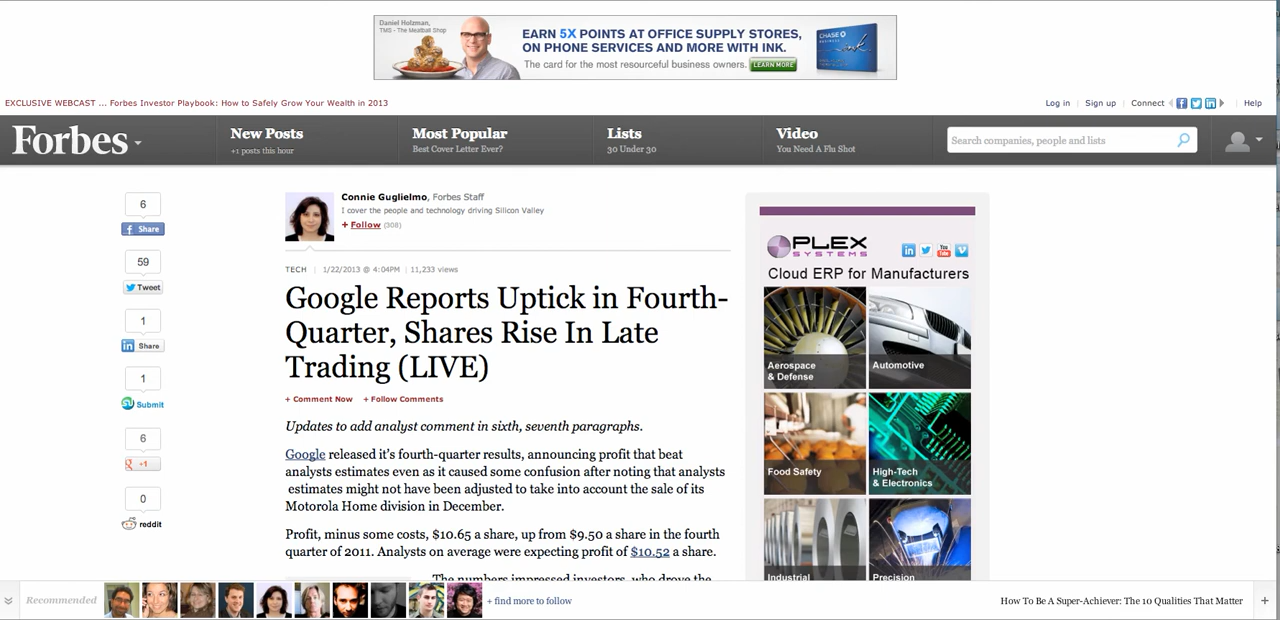 Daniel Holzman,
TMS - The Meatball Shop
EARN 5X POINTS AT OFFICE SUPPLY STORES,
ON PHONE SERVICES AND MORE WITH INK.
The card for the most resourceful business owners. LEARN MORE
CHASE
ink
EXCLUSIVE WEBCAST ... Forbes Investor Playbook: How to Safely Grow Your Wealth in 2013
Log in | Sign up | Connect | Help
Forbes
New Posts
+1 posts this hour
Most Popular
Best Cover Letter Ever?
Lists
30 Under 30
Video
You Need A Flu Shot
Search companies, people and lists
6
Share
59
Tweet
1
Share
1
Submit
6
+1
0
reddit
Connie Guglielmo, Forbes Staff
I cover the people and technology driving Silicon Valley
+ Follow (308)
TECH | 1/22/2013 @ 4:04PM | 11,233 views
Google Reports Uptick in Fourth-
Quarter, Shares Rise In Late
Trading (LIVE)
+ Comment Now + Follow Comments
Updates to add analyst comment in sixth, seventh paragraphs.
Google released it's fourth-quarter results, announcing profit that beat
analysts estimates even as it caused some confusion after noting that analysts
estimates might not have been adjusted to take into account the sale of its
Motorola Home division in December.
Profit, minus some costs, $10.65 a share, up from $9.50 a share in the fourth
quarter of 2011. Analysts on average were expecting profit of $10.52 a share.
The numbers impressed investors, who drove the
PLEX
SYSTEMS
Cloud ERP for Manufacturers
Aerospace
& Defense
Automotive
Food Safety
High-Tech
& Electronics
Industrial
Precision
Recommended
+ find more to follow
How To Be A Super-Achiever: The 10 Qualities That Matter